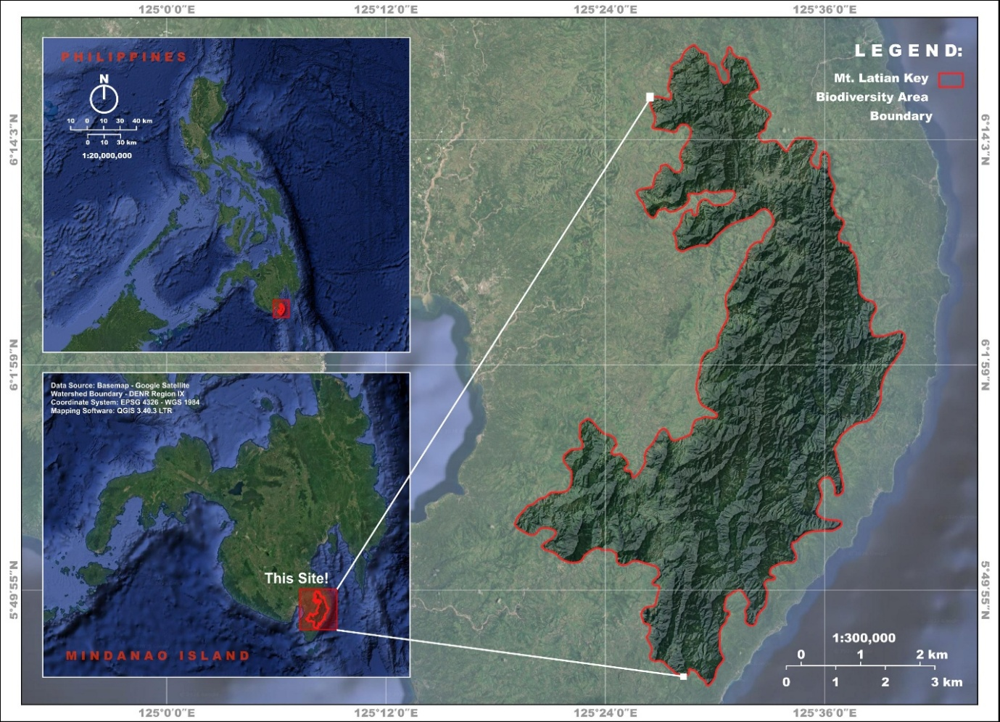 125°0′0″E 125°12′0″E 125°24′0″E 125°36′0″E
PHILIPPINES
N
10 0 10 30 40 km
0 10 30 km
1:20,000,000
LEGEND:
Mt. Latian Key
Biodiversity Area
Boundary
6°14′3″N 6°14′3″N
6°1′59″N 6°1′59″N
Data Source: Basemap - Google Satellite
Watershed Boundary - DENR Region IX
Coordinate System: EPSG 4326 - WGS 1984
Mapping Software: QGIS 3.40.3 LTR
This Site!
5°49′55″N 5°49′55″N
MINDANAO ISLAND
1:300,000
0 1 2 km
0 1 2 3 km
125°0′0″E 125°12′0″E 125°24′0″E 125°36′0″E